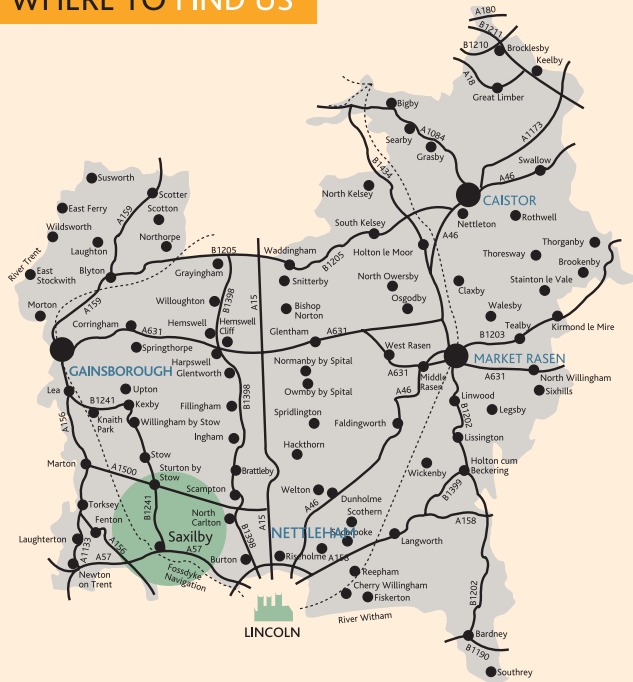 WHERE TO FIND US
A180
B1211
B1210
Brocklesby
Keelby
A18
Great Limber
Bigby
A1084
Searby
Grasby
A1173
B1434
Swallow
A46
North Kelsey
CAISTOR
Nettleton
Rothwell
Susworth
Scotter
East Ferry
Scotton
A159
Wildsworth
Northorpe
Laughton
River Trent
East
Stockwith
Blyton
South Kelsey
A46
Holton le Moor
Thoresway
Thorganby
Brookenby
B1205
Waddingham
B1205
Grayingham
Snitterby
North Owersby
Claxby
Stainton le Vale
Morton
A159
Willoughton
B1398
A15
Bishop
Norton
Osgodby
Walesby
Corringham
A631
Hemswell
Hemswell
Cliff
Glentham
A631
Tealby
Kirmond le Mire
B1203
Springthorpe
Harpswell
West Rasen
MARKET RASEN
GAINSBOROUGH
Glentworth
Normanby by Spital
A631
Middle
Rasen
A631
North Willingham
Lea
Upton
B1241
Kexby
Owmby by Spital
A46
Sixhills
Linwood
Legsby
B1202
A156
Knaith
Park
Willingham by Stow
Fillingham
B1398
Spridlington
Faldingworth
Ingham
Lissington
Hackthorn
Stow
Marton
A1500
Sturton by
Stow
Brattleby
Wickenby
Holton cum
Beckering
B1399
Scampton
Welton
Dunholme
A46
Torksey
B1241
North
Carlton
A15
Scothern
A158
Fenton
Saxilby
NETTLEHAM
Laughterton
A1133
A156
A57
B1398
Langworth
A57
Burton
Riseholme
A158
Newton
on Trent
Fossdyke
Navigation
Reepham
Cherry Willingham
Fiskerton
B1202
LINCOLN
River Witham
Bardney
B1190
Southrey